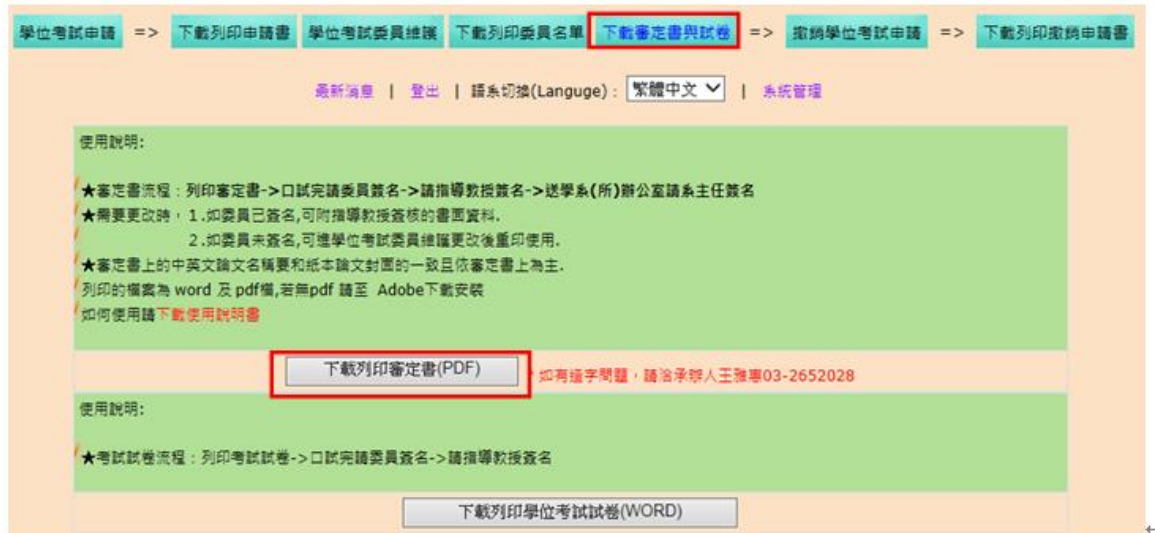 學位考試申請 => 下載列印申請書 學位考試委員維護 下載列印委員名單 下載審定書與試卷 => 撤銷學位考試申請 => 下載列印撤銷申請書
最新消息 | 登出 | 語系切換(Languge): 繁體中文 | 系統管理
使用說明:
★審定書流程：列印審定書->口試完請委員簽名->請指導教授簽名->送學系(所)辦公室請系主任簽名
★需要更改時，1.如委員已簽名,可附指導教授簽核的書面資料.
2.如委員未簽名,可進學位考試委員維護更改後重印使用.
★審定書上的中英文論文名稱要和紙本論文封面的一致且依審定書上為主.
列印的檔案為 word 及 pdf檔,若無pdf 請至 Adobe下載安裝
如何使用請下載使用說明書
下載列印審定書(PDF) 如有造字問題，請洽承辦人王雅專03-2652028
使用說明:
★考試試卷流程：列印考試試卷->口試完請委員簽名->請指導教授簽名
下載列印學位考試試卷(WORD)